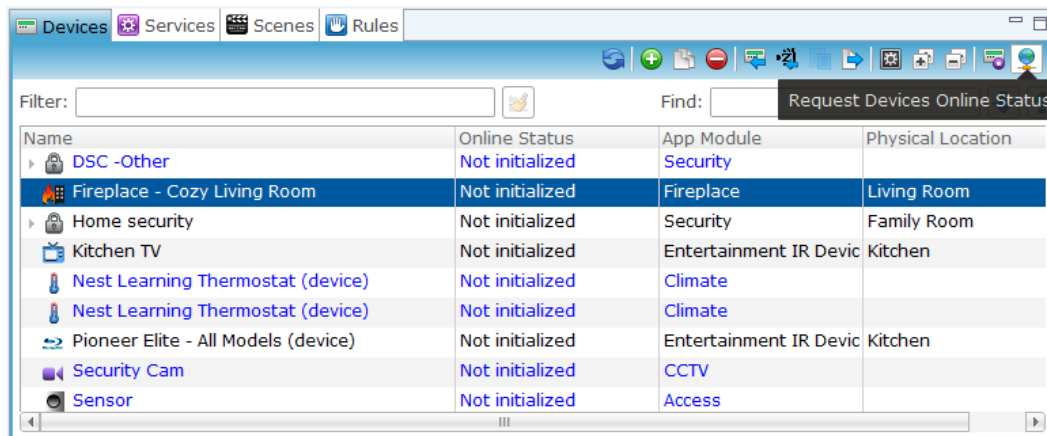 Devices Services Scenes Rules
Filter: Find: Request Devices Online Status
Name Online Status App Module Physical Location
DSC -Other Not initialized Security
Fireplace - Cozy Living Room Not initialized Fireplace Living Room
Home security Not initialized Security Family Room
Kitchen TV Not initialized Entertainment IR Devic Kitchen
Nest Learning Thermostat (device) Not initialized Climate
Nest Learning Thermostat (device) Not initialized Climate
Pioneer Elite - All Models (device) Not initialized Entertainment IR Devic Kitchen
Security Cam Not initialized CCTV
Sensor Not initialized Access